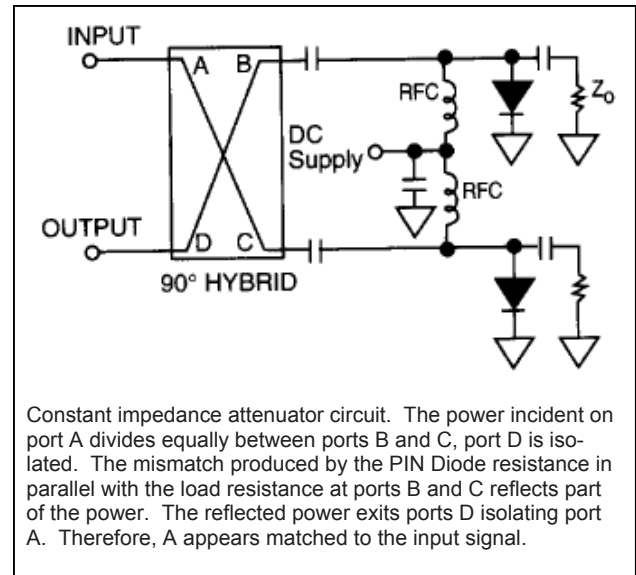 INPUT
A
B
RFC
Z₀
DC
Supply
RFC
OUTPUT
D
C
90° HYBRID
Constant impedance attenuator circuit. The power incident on
port A divides equally between ports B and C, port D is iso-
lated. The mismatch produced by the PIN Diode resistance in
parallel with the load resistance at ports B and C reflects part
of the power. The reflected power exits ports D isolating port
A. Therefore, A appears matched to the input signal.